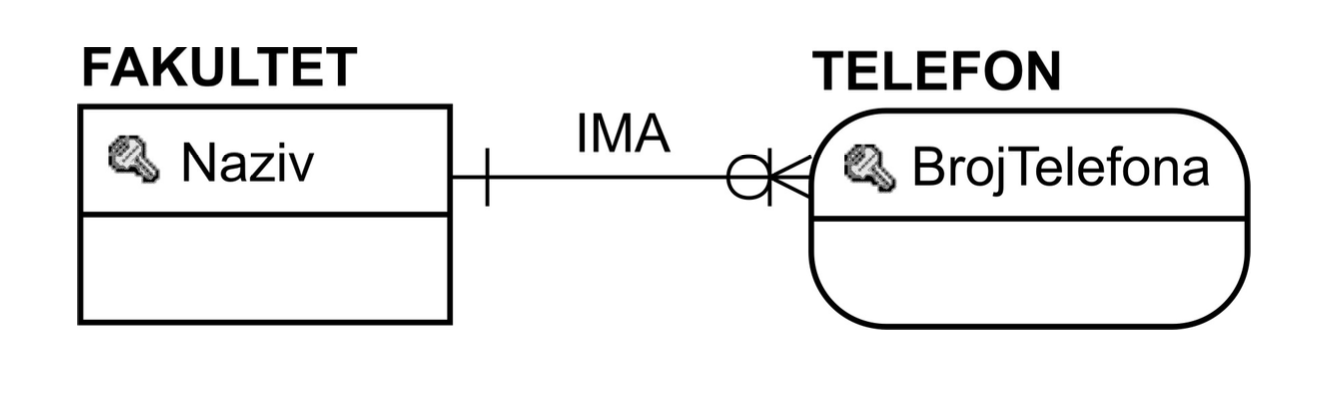 FAKULTET
TELEFON
IMA
Naziv
BrojTelefona